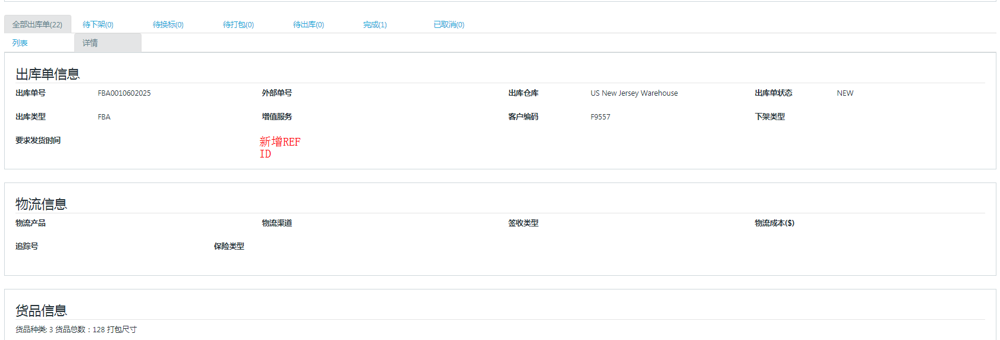 全部出库单(22) 待下架(0) 待换标(0) 待打包(0) 待出库(0) 完成(1) 已取消(0)
列表 详情
出库单信息
出库单号 FBA0010602025 外部单号 出库仓库 US New Jersey Warehouse 出库单状态 NEW
出库类型 FBA 增值服务 客户编码 F9557 下架类型
要求发货时间 新增REF
ID
物流信息
物流产品 物流渠道 签收类型 物流成本($)
追踪号 保险类型
货品信息
货品种类: 3 货品总数：128 打包尺寸